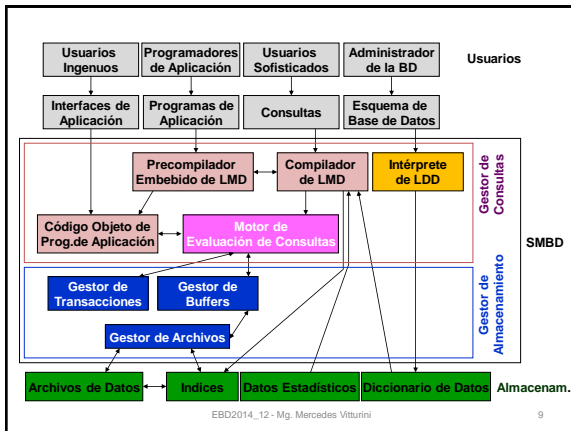 Usuarios
Ingenuos
Programadores
de Aplicación
Usuarios
Sofisticados
Administrador
de la BD
Usuarios
Interfaces de
Aplicación
Programas de
Aplicación
Consultas
Esquema de
Base de Datos
Precompilador
Embebido de LMD
Compilador
de LMD
Intérprete
de LDD
Gestor de
Consultas
Código Objeto de
Prog.de Aplicación
Motor de
Evaluación de Consultas
SMBD
Gestor de
Transacciones
Gestor de
Buffers
Gestor de
Almacenamiento
Gestor de Archivos
Archivos de Datos
Indices
Datos Estadísticos
Diccionario de Datos
Almacenam.
EBD2014_12 - Mg. Mercedes Vitturini
9